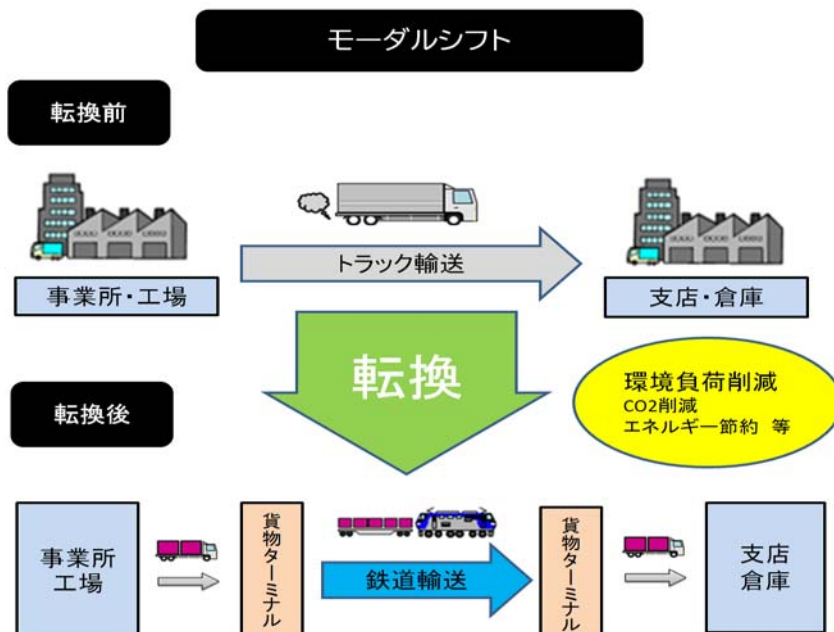 モーダルシフト
転換前
トラック輸送
事業所・工場
支店・倉庫
転換
環境負荷削減
CO2削減
エネルギー節約 等
転換後
事業所
工場
貨物ターミナル
鉄道輸送
貨物ターミナル
支店
倉庫